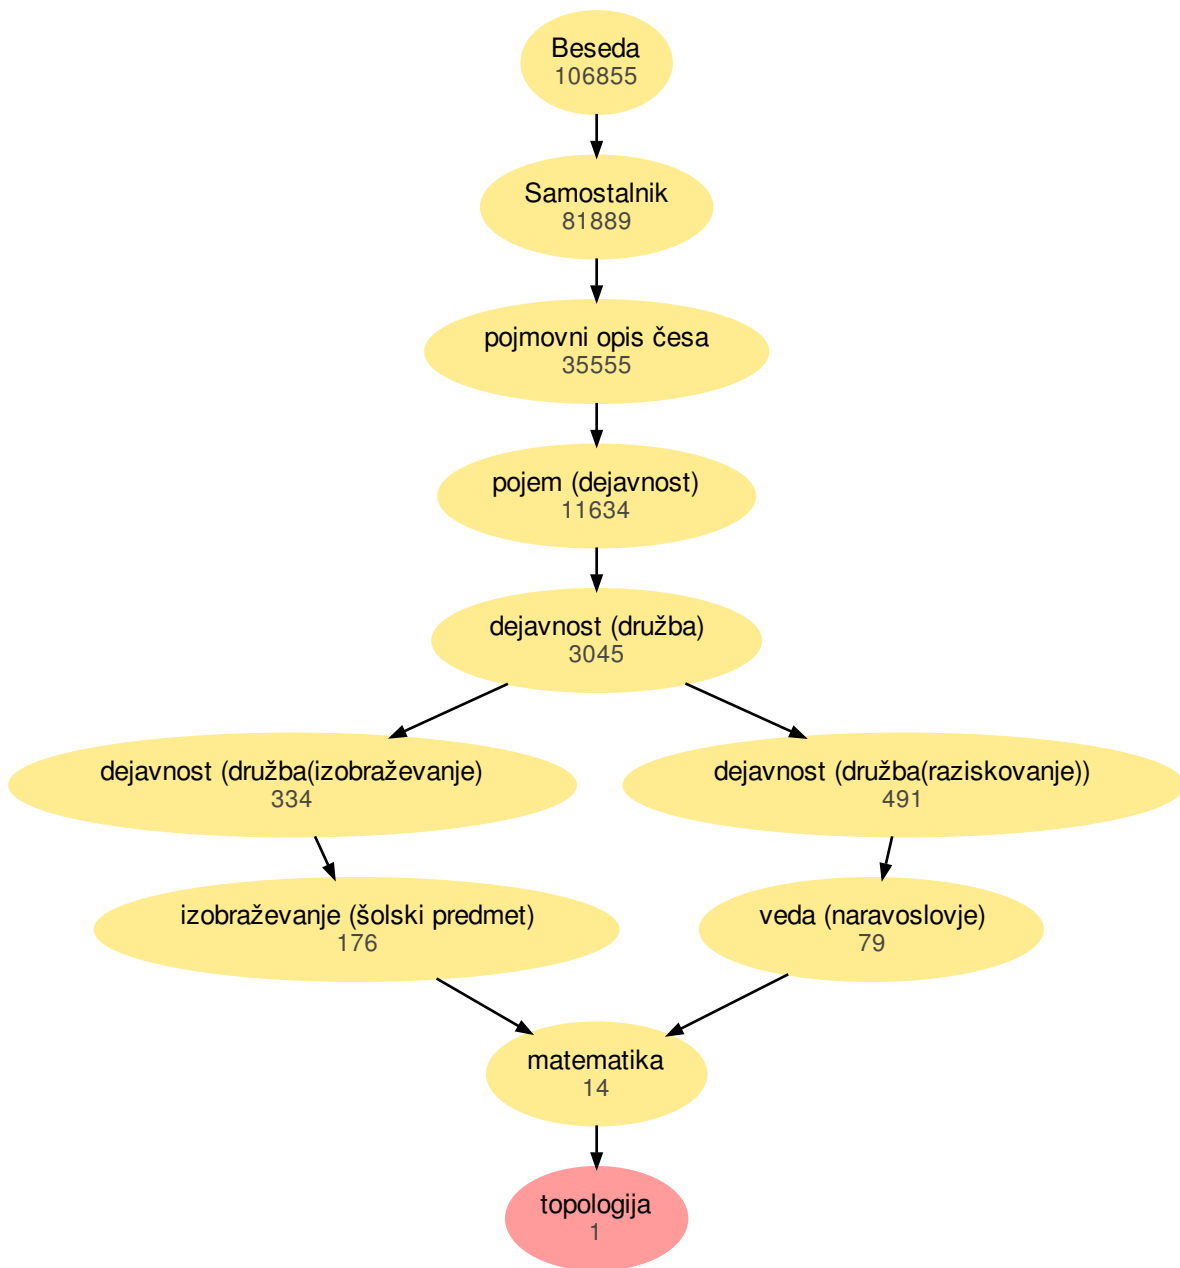 Beseda
106855
Samostalnik
81889
pojmovni opis česa
35555
pojem (dejavnost)
11634
dejavnost (družba)
3045
dejavnost (družba(izobraževanje)
334
dejavnost (družba(raziskovanje))
491
izobraževanje (šolski predmet)
176
veda (naravoslovje)
79
matematika
14
topologija
1